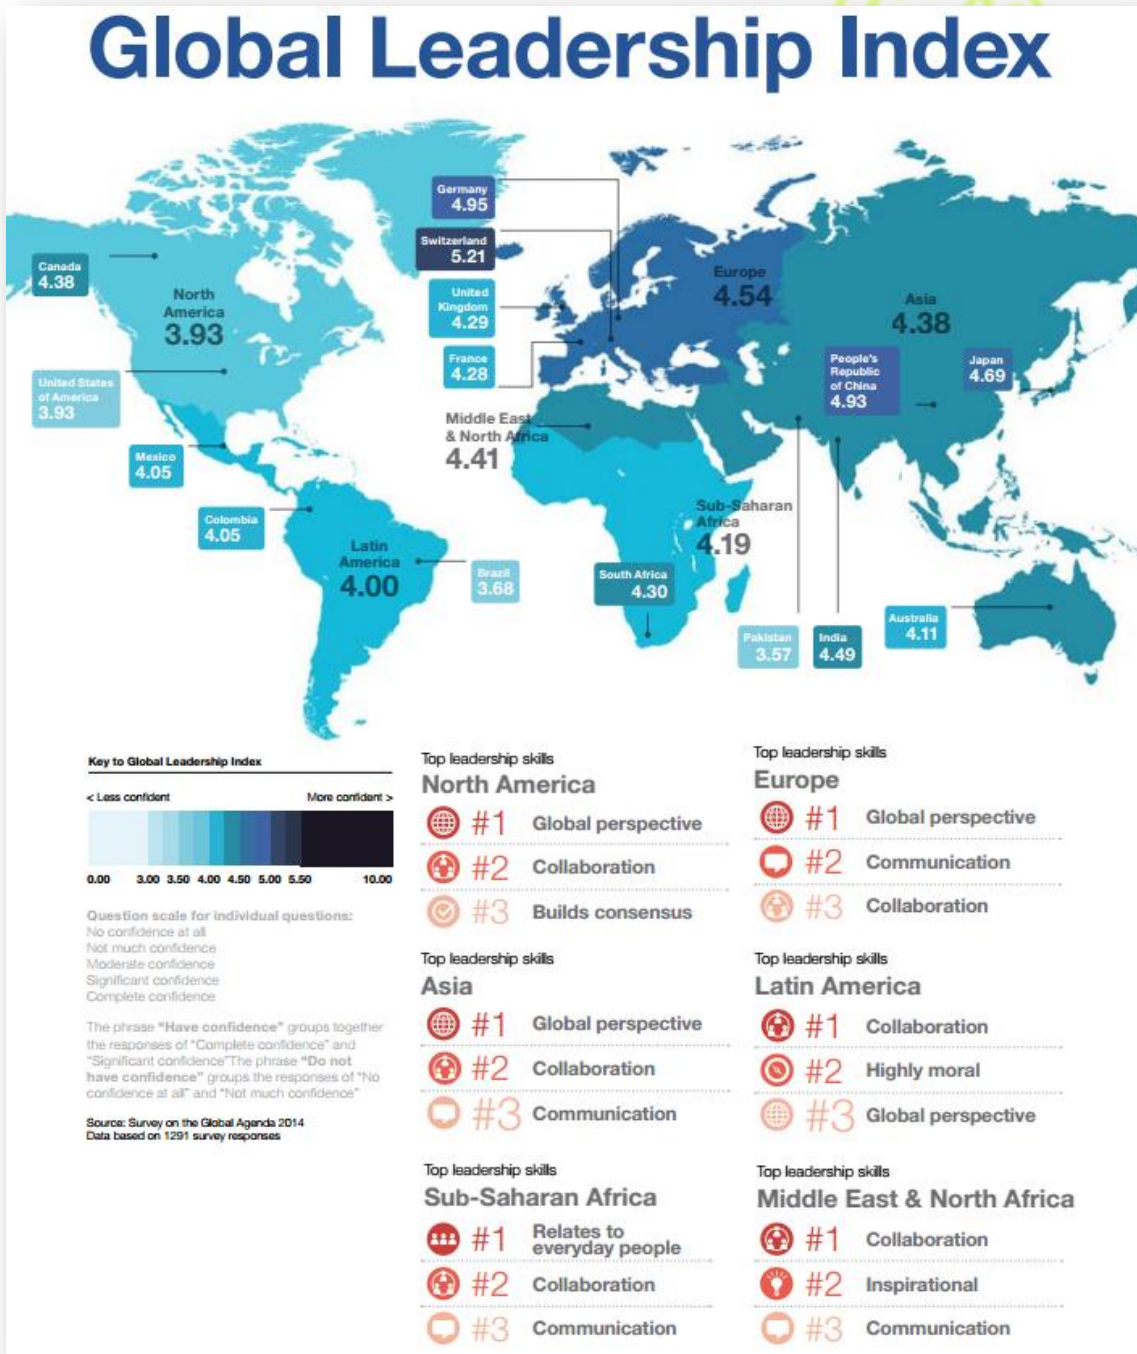 Global Leadership Index
Germany
4.95
Switzerland
5.21
Canada
4.38
North
America
3.93
United
Kingdom
4.29
Europe
4.54
Asia
4.38
France
4.28
People's
Republic
of China
4.93
Japan
4.69
United States
of America
3.93
Middle East
& North Africa
4.41
Mexico
4.05
Colombia
4.05
Sub-Saharan
Africa
4.19
Latin
America
4.00
Brazil
3.68
South Africa
4.30
Pakistan
3.57
India
4.49
Australia
4.11
Key to Global Leadership Index
< Less confident More confident >
0.00 3.00 3.50 4.00 4.50 5.00 5.50 10.00
Question scale for individual questions:
No confidence at all
Not much confidence
Moderate confidence
Significant confidence
Complete confidence
The phrase "Have confidence" groups together
the responses of "Complete confidence" and
"Significant confidence"The phrase "Do not
have confidence" groups the responses of "No
confidence at all" and "Not much confidence"
Source: Survey on the Global Agenda 2014
Data based on 1291 survey responses
Top leadership skills
North America
#1 Global perspective
#2 Collaboration
#3 Builds consensus
Top leadership skills
Europe
#1 Global perspective
#2 Communication
#3 Collaboration
Top leadership skills
Asia
#1 Global perspective
#2 Collaboration
#3 Communication
Top leadership skills
Latin America
#1 Collaboration
#2 Highly moral
#3 Global perspective
Top leadership skills
Sub-Saharan Africa
#1 Relates to
everyday people
#2 Collaboration
#3 Communication
Top leadership skills
Middle East & North Africa
#1 Collaboration
#2 Inspirational
#3 Communication